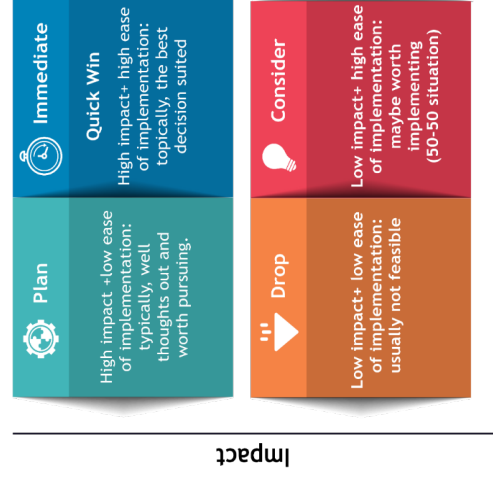 Plan
High impact +low ease
of implementation:
typically, well
thoughts out and
worth pursuing.
Immediate
Quick Win
High impact+ high ease
of implementation:
topically, the best
decision suited
Drop
Low impact+ low ease
of implementation:
usually not feasible
Consider
Low impact+ high ease
of implementation:
maybe worth
implementing
(50-50 situation)
Impact